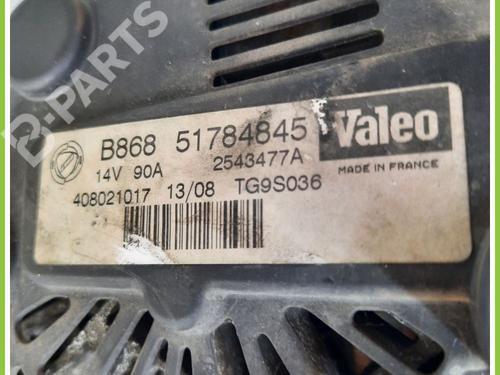 B-PARTS
B868 51784845
14V 90A 2543477A
408021017 13/08 TG9S036
Valeo
MADE IN FRANCE